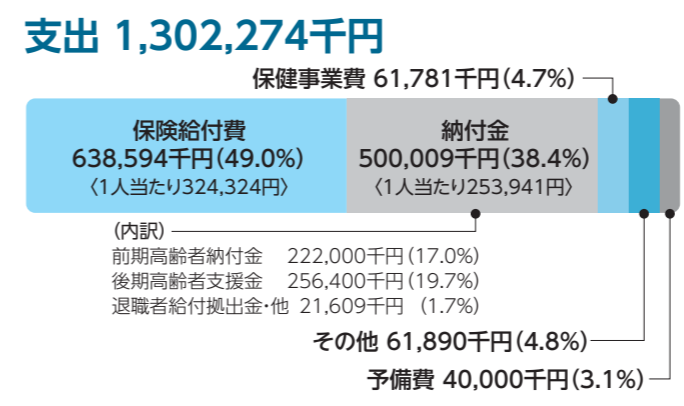 支出 1,302,274千円
保健事業費 61,781千円(4.7%)
保険給付費
638,594千円(49.0%)
〈1人当たり324,324円〉
納付金
500,009千円(38.4%)
〈1人当たり253,941円〉
(内訳)
前期高齢者納付金 222,000千円(17.0%)
後期高齢者支援金 256,400千円(19.7%)
退職者給付拠出金・他 21,609千円 (1.7%)
その他 61,890千円(4.8%)
予備費 40,000千円(3.1%)